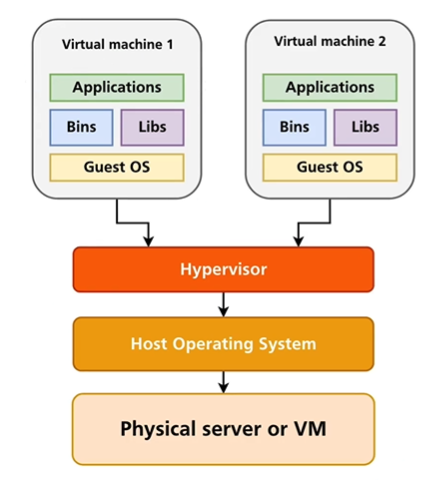 Virtual machine 1
Applications
Bins
Libs
Guest OS
Virtual machine 2
Applications
Bins
Libs
Guest OS
Hypervisor
Host Operating System
Physical server or VM